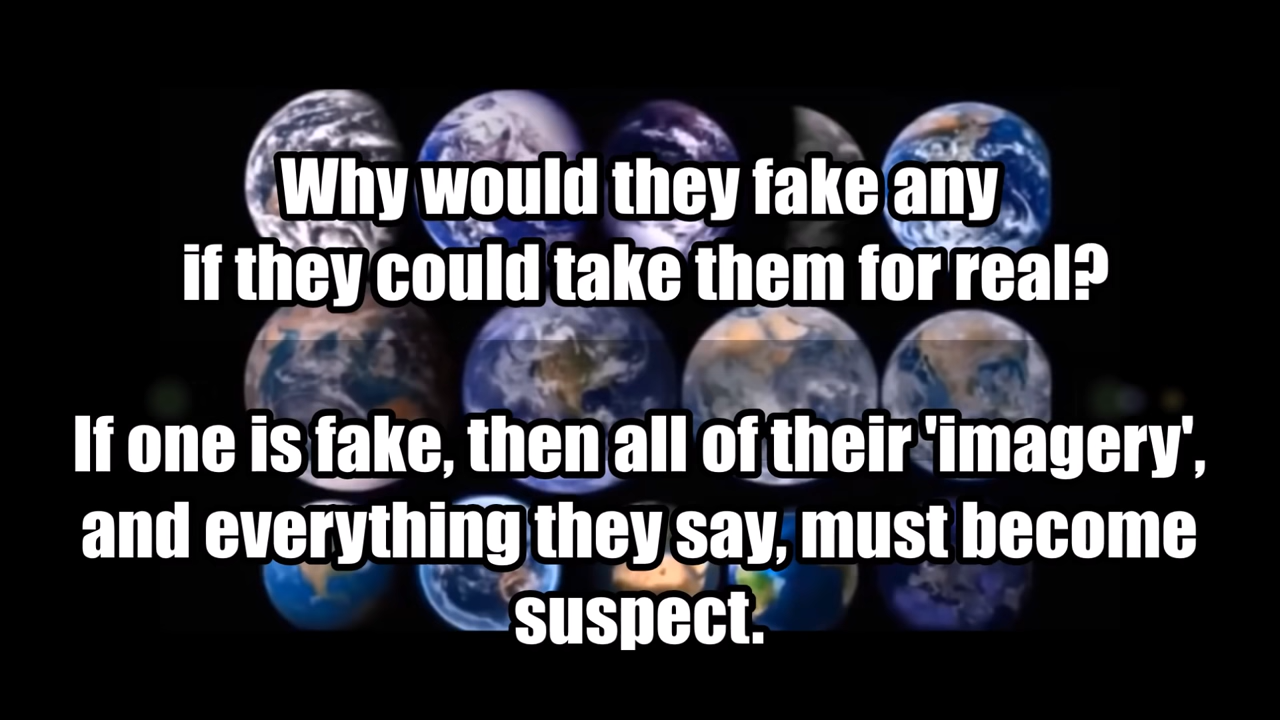 Why would they fake any
if they could take them for real?
If one is fake, then all of their 'imagery',
and everything they say, must become
suspect.